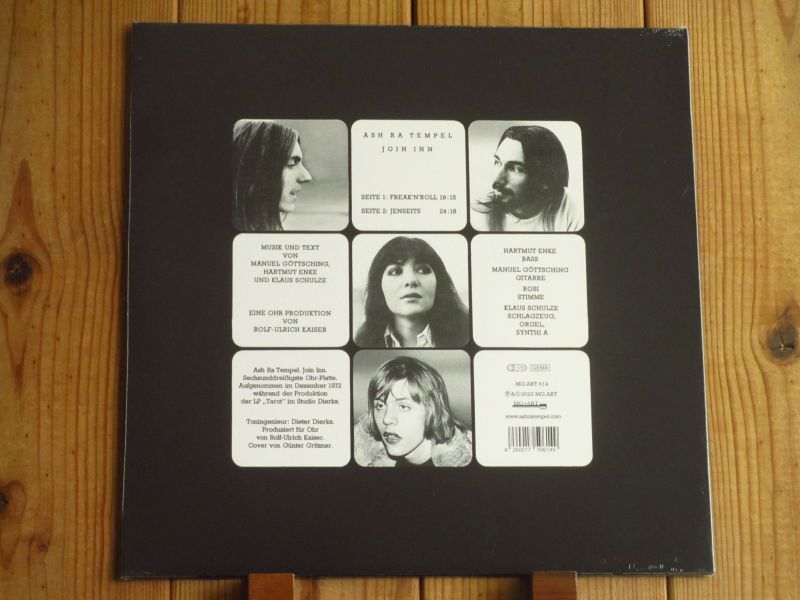 ASH RA TEMPEL
JOIN INN
SEITE 1: FREAK'N'ROLL 19:15
SEITE 2: JENSEITS 24:18
MUSIK UND TEXT
VON
MANUEL GÖTTSCHING,
HARTMUT ENKE
UND KLAUS SCHULZE
EINE OHR PRODUKTION
VON
ROLF-ULRICH KAISER
HARTMUT ENKE
BASS
MANUEL GÖTTSCHING
GITARRE
ROSI
STIMME
KLAUS SCHULZE
SCHLAGZEUG,
ORGEL,
SYNTHI A
Ash Ra Tempel. Join Inn.
Sechsunddreißigste Ohr-Platte.
Aufgenommen im Dezember 1972
während der Produktion
der LP „Tarot" im Studio Dierks.
Toningenieur: Dieter Dierks.
Produziert für Ohr
von Rolf-Ulrich Kaiser.
Cover von Günter Gritzner.
GEMA
MG.ART 614
℗&©2022 MG.ART
MG.ART
www.ashratempel.com